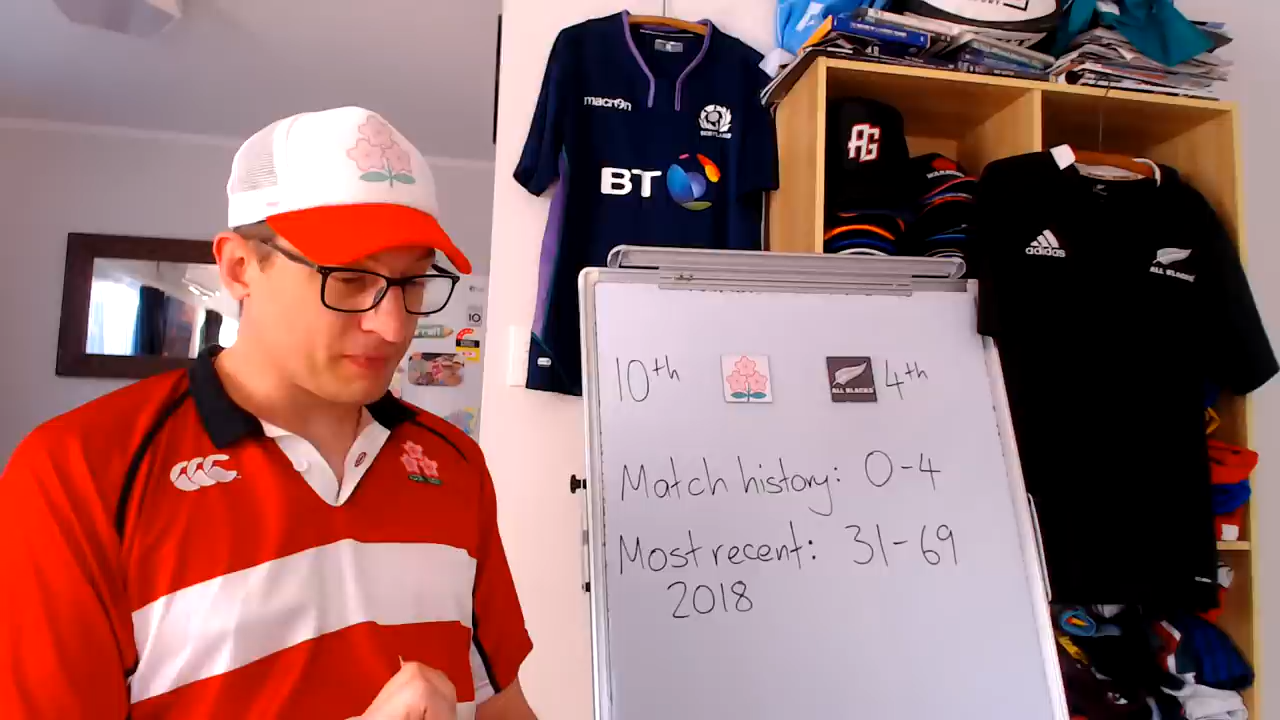 macron
SCOTLAND
BT
AG
adidas
ALL BLACKS
10th
ALL BLACKS
4th
Match history: 0-4
Most recent: 31-69
2018